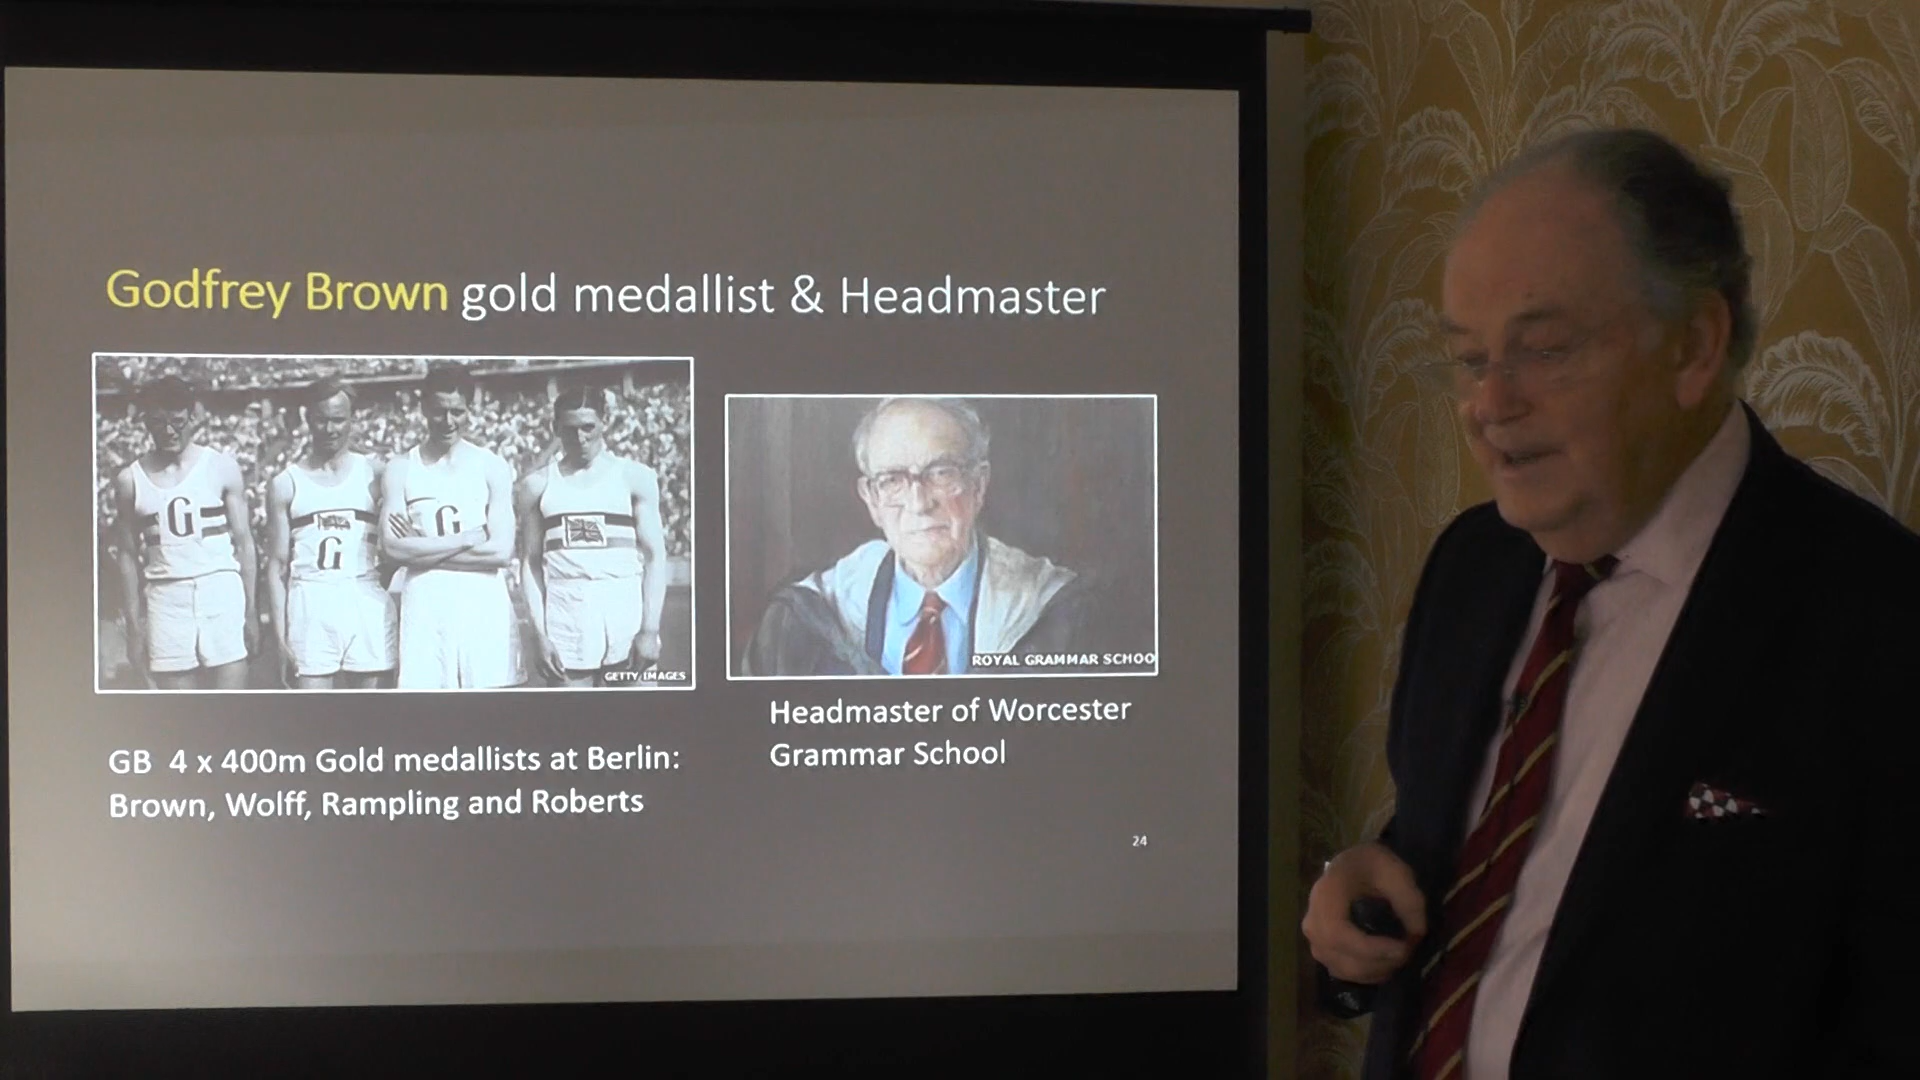 Godfrey Brown gold medallist & Headmaster
G
G
G
GETTY IMAGES
ROYAL GRAMMAR SCHOO
GB 4 x 400m Gold medallists at Berlin:
Brown, Wolff, Rampling and Roberts
Headmaster of Worcester
Grammar School
24